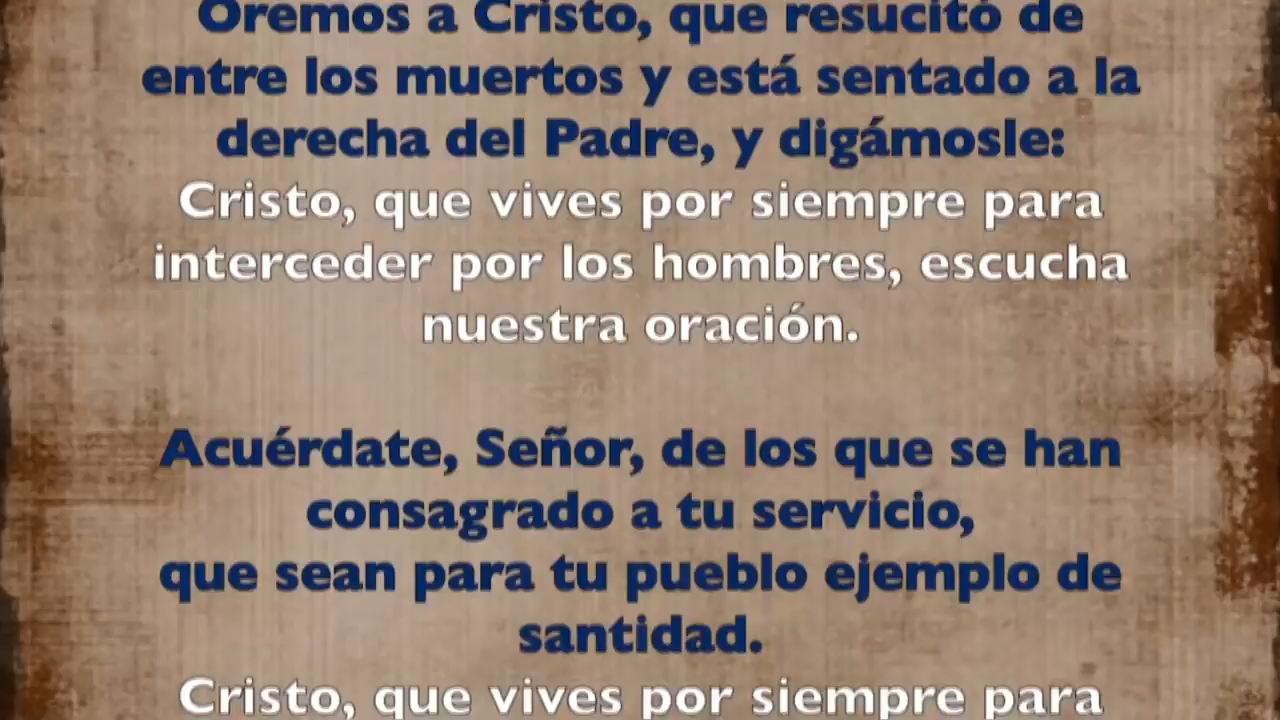 Oremos a Cristo, que resucitó de
entre los muertos y está sentado a la
derecha del Padre, y digámosle:
Cristo, que vives por siempre para
interceder por los hombres, escucha
nuestra oración.
Acuérdate, Señor, de los que se han
consagrado a tu servicio,
que sean para tu pueblo ejemplo de
santidad.
Cristo, que vives por siempre para